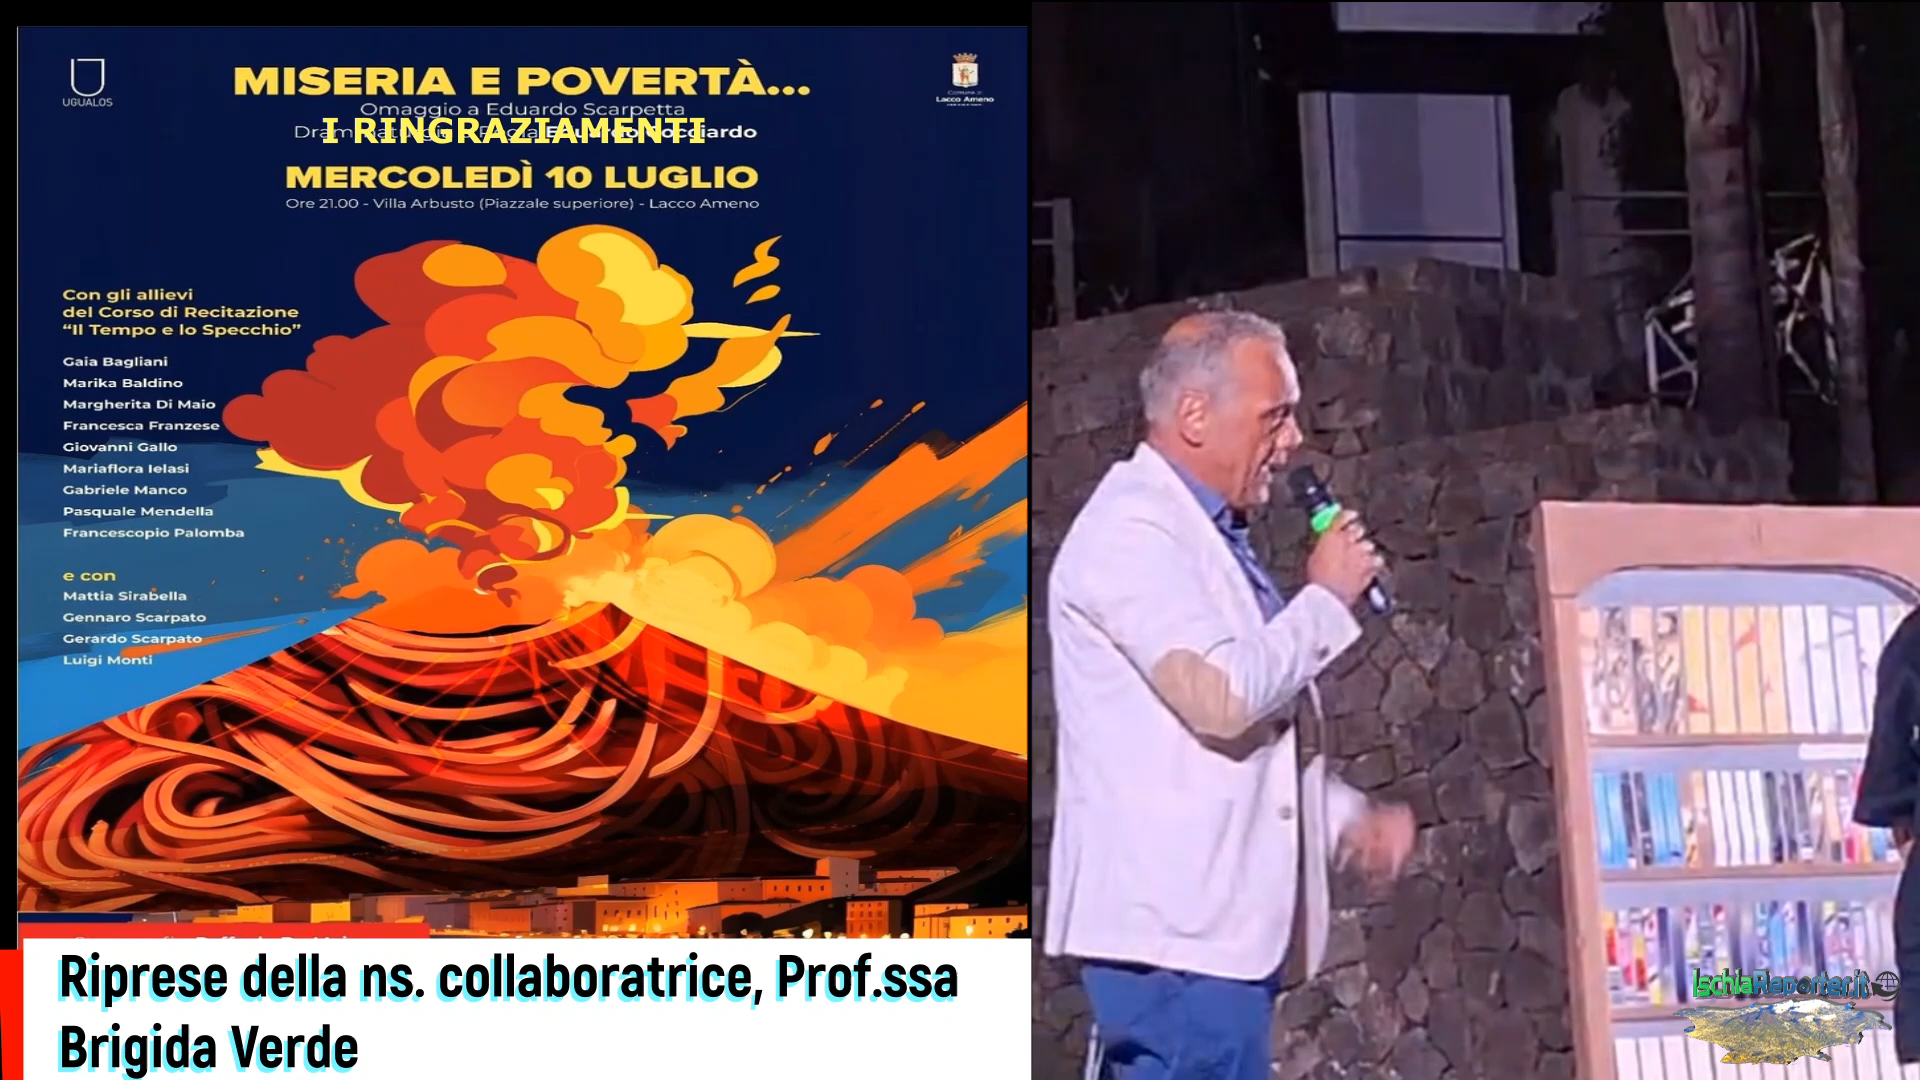 UGUALOS
MISERIA E POVERTÀ...
Omaggio a Eduardo Scarpetta
I RINGRAZIAMENTI
MERCOLEDÌ 10 LUGLIO
Ore 21.00 - Villa Arbusto (Piazzale superiore) - Lacco Ameno
Comune di
Lacco Ameno
Con gli allievi
del Corso di Recitazione
“Il Tempo e lo Specchio”
Gaia Bagliani
Marika Baldino
Margherita Di Maio
Francesca Franzese
Giovanni Gallo
Mariaflora Ielasi
Gabriele Manco
Pasquale Mendella
Francescopio Palomba
e con
Mattia Sirabella
Gennaro Scarpato
Gerardo Scarpato
Luigi Monti
Riprese della ns. collaboratrice, Prof.ssa
Brigida Verde
IschiaReporter.it